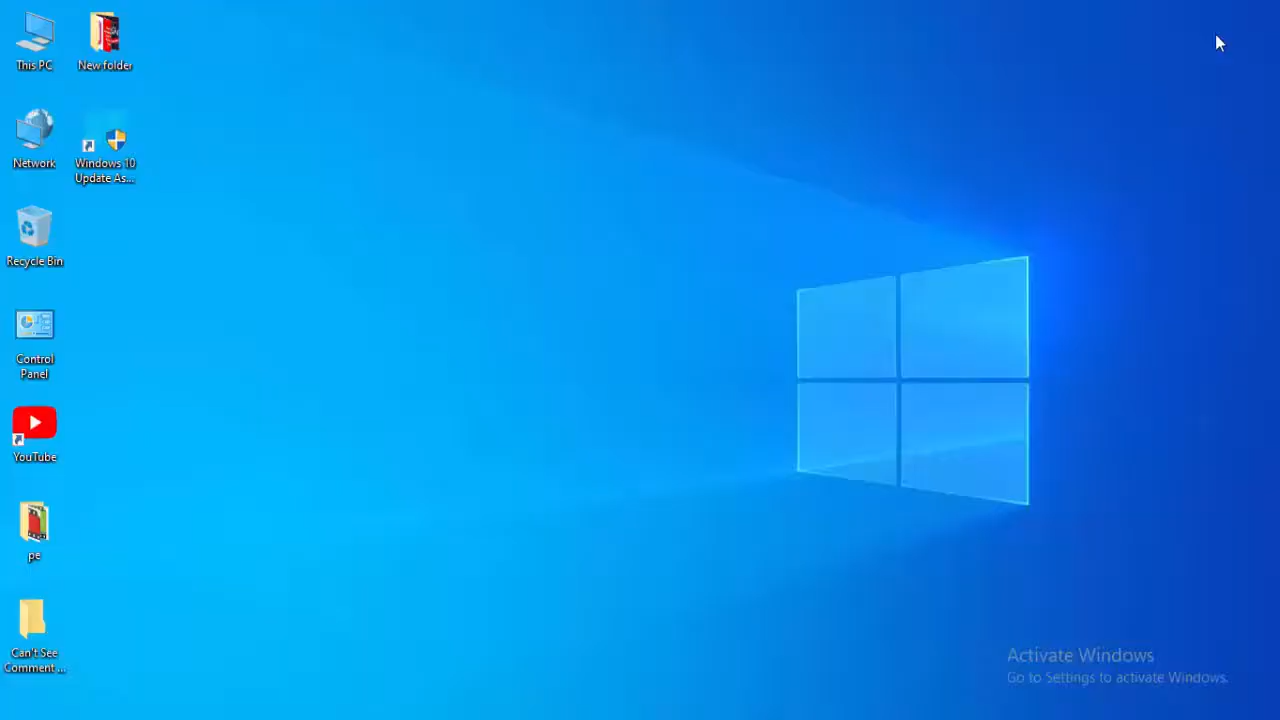 This PC
New folder
Network
Windows 10
Update As...
Recycle Bin
Control
Panel
YouTube
pe
Can'T See
Comment ...
Activate Windows
Go to Settings to activate Windows.